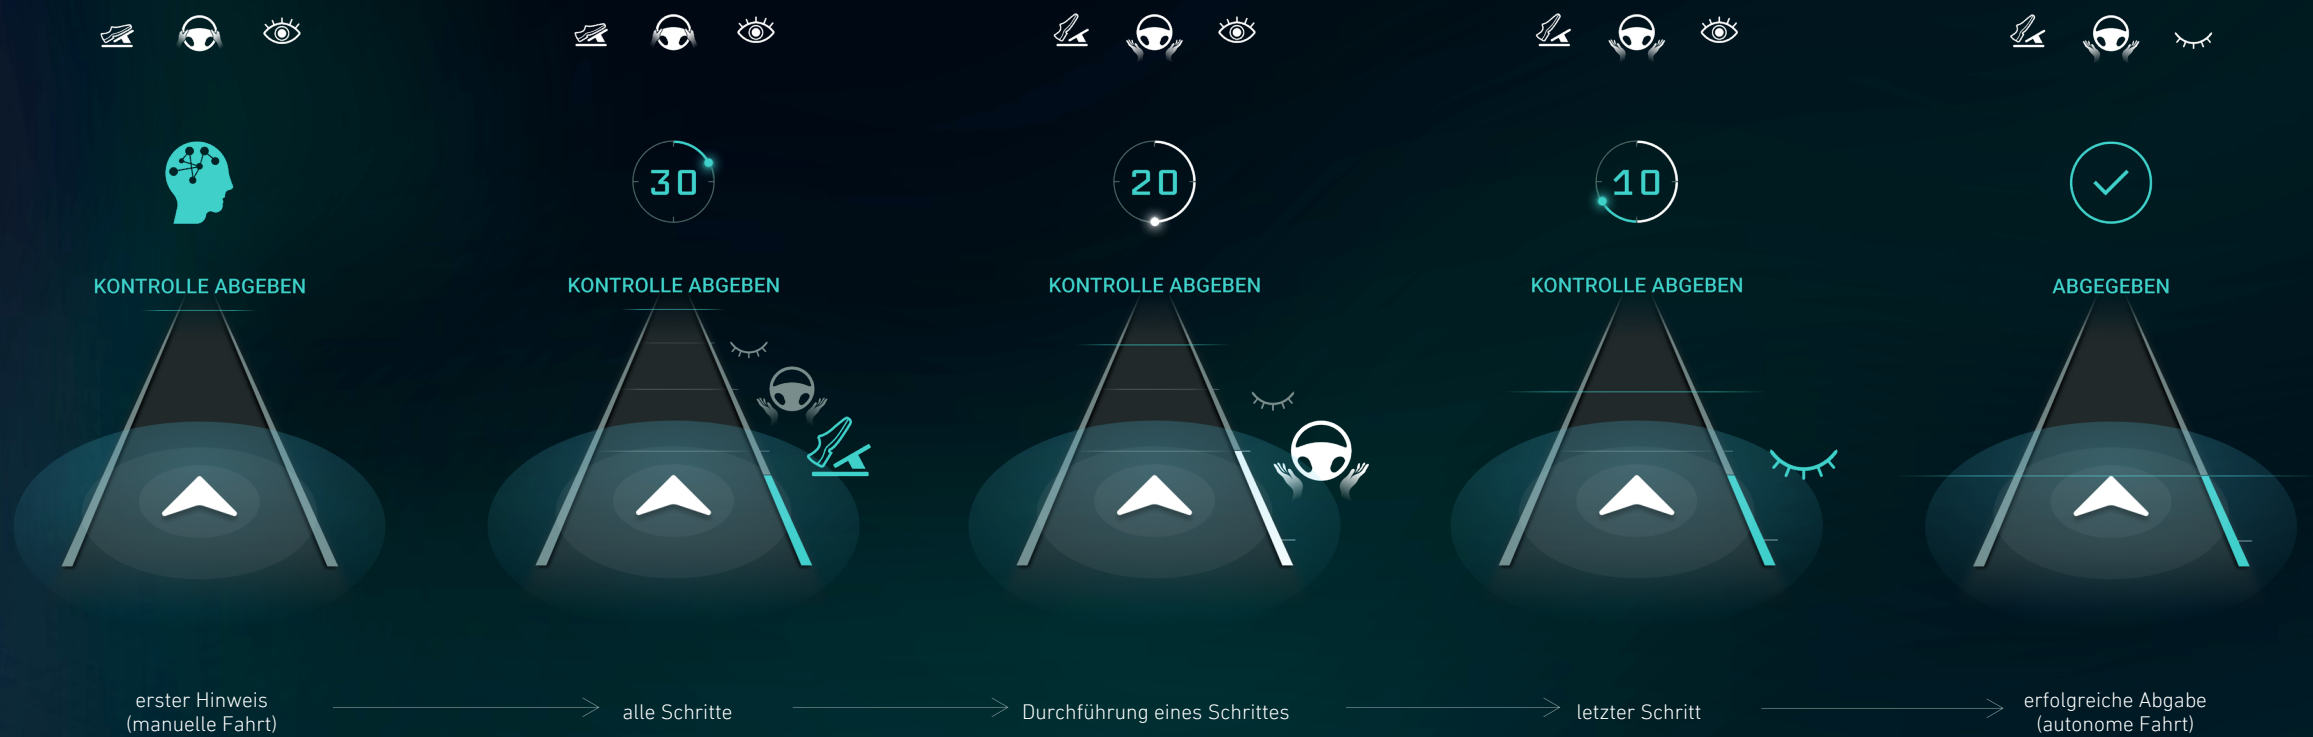 30
20
10
KONTROLLE ABGEBEN
KONTROLLE ABGEBEN
KONTROLLE ABGEBEN
KONTROLLE ABGEBEN
ABGEGEBEN
erster Hinweis
(manuelle Fahrt)
alle Schritte
Durchführung eines Schrittes
letzter Schritt
erfolgreiche Abgabe
(autonome Fahrt)